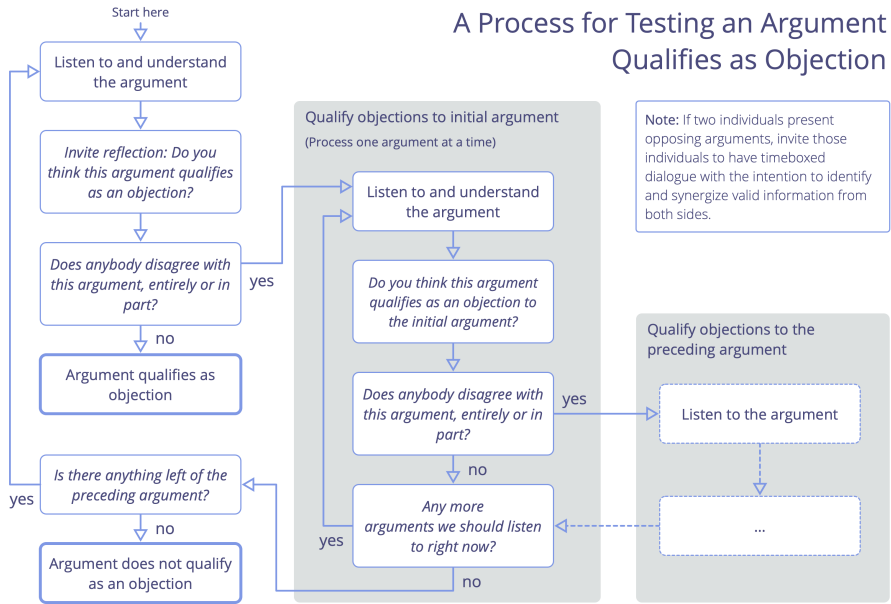 Start here
A Process for Testing an Argument
Qualifies as Objection
Listen to and understand
the argument
Invite reflection: Do you
think this argument qualifies
as an objection?
Does anybody disagree with
this argument, entirely or in
part?
yes
no
Argument qualifies as
objection
Is there anything left of the
preceding argument?
yes
no
Argument does not qualify
as an objection
Qualify objections to initial argument
(Process one argument at a time)
Listen to and understand
the argument
Do you think this argument
qualifies as an objection to
the initial argument?
Does anybody disagree with
this argument, entirely or in
part?
yes
no
Any more
arguments we should listen
to right now?
yes
no
Note: If two individuals present
opposing arguments, invite those
individuals to have timeboxed
dialogue with the intention to identify
and synergize valid information from
both sides.
Qualify objections to the
preceding argument
Listen to the argument
...